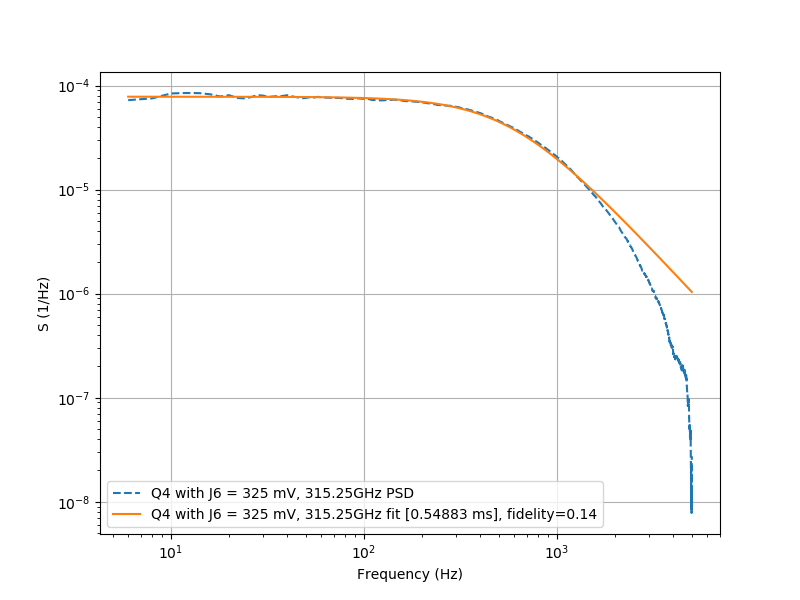 10⁻⁴
10⁻⁵
10⁻⁶
10⁻⁷
10⁻⁸
S (1/Hz)
Q4 with J6 = 325 mV, 315.25GHz PSD
Q4 with J6 = 325 mV, 315.25GHz fit [0.54883 ms], fidelity=0.14
10¹ 10² 10³
Frequency (Hz)